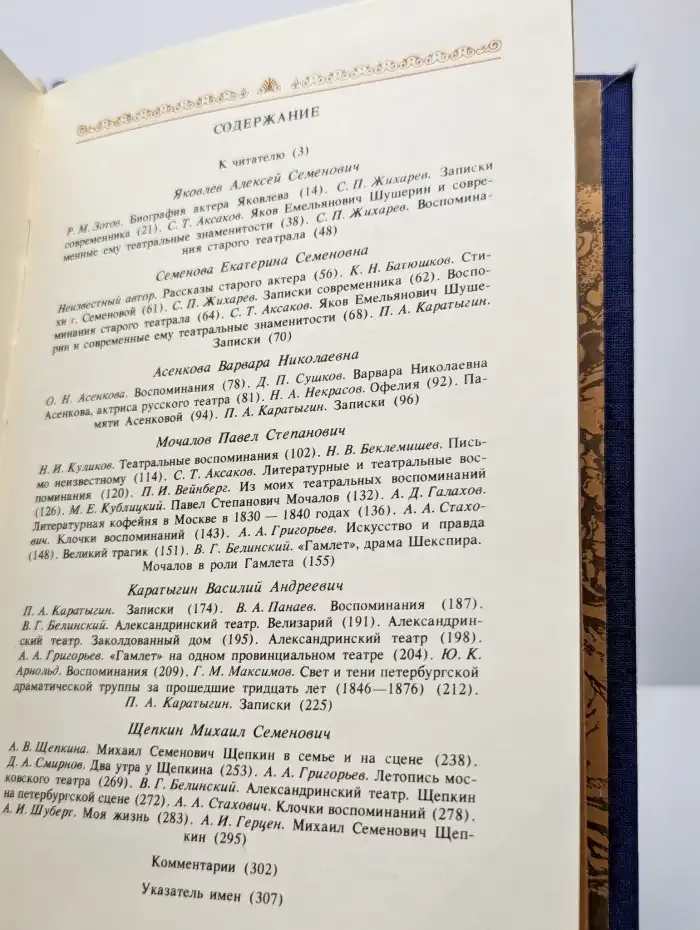 СОДЕРЖАНИЕ
К читателю (3)
Яковлев Алексей Семенович
Р. М. Зотов. Биография актера Яковлева (14). С. П. Жихарев. Записки
современника (21). С. Т. Аксаков. Яков Емельянович Шушерин и совре-
менные ему театральные знаменитости (38). С. П. Жихарев. Воспомина-
ния старого театрала (48)
Семенова Екатерина Семеновна
Неизвестный автор. Рассказы старого актера (56). К. Н. Батюшков. Сти-
хи г. Семеновой (61). С. П. Жихарев. Записки современника (62). Воспо-
минания старого театрала (64). С. Т. Аксаков. Яков Емельянович Шуше-
рин и современные ему театральные знаменитости (68). П. А. Каратыгин.
Записки (70)
Асенкова Варвара Николаевна
О. Н. Асенкова. Воспоминания (78). Д. П. Сушков. Варвара Николаевна
Асенкова, актриса русского театра (81). Н. А. Некрасов. Офелия (92). Па-
мяти Асенковой (94). П. А. Каратыгин. Записки (96)
Мочалов Павел Степанович
Н. И. Куликов. Театральные воспоминания (102). Н. В. Беклемишев. Пись-
мо неизвестному (114). С. Т. Аксаков. Литературные и театральные вос-
поминания (120). П. И. Вейнберг. Из моих театральных воспоминаний
(126). М. Е. Кублицкий. Павел Степанович Мочалов (132). А. Д. Галахов.
Литературная кофейня в Москве в 1830 — 1840 годах (136). А. А. Стахо-
вич. Клочки воспоминаний (143). А. А. Григорьев. Искусство и правда
(148). Великий трагик (151). В. Г. Белинский. «Гамлет», драма Шекспира.
Мочалов в роли Гамлета (155)
Каратыгин Василий Андреевич
П. А. Каратыгин. Записки (174). В. А. Панаев. Воспоминания (187).
В. Г. Белинский. Александринский театр. Велизарий (191). Александрин-
ский театр. Заколдованный дом (195). Александринский театр (198).
А. А. Григорьев. «Гамлет» на одном провинциальном театре (204). Ю. К.
Арнольд. Воспоминания (209). Г. М. Максимов. Свет и тени петербургской
драматической труппы за прошедшие тридцать лет (1846—1876) (212).
П. А. Каратыгин. Записки (225)
Щепкин Михаил Семенович
А. В. Щепкина. Михаил Семенович Щепкин в семье и на сцене (238).
Д. А. Смирнов. Два утра у Щепкина (253). А. А. Григорьев. Летопись мос-
ковского театра (269). В. Г. Белинский. Александринский театр. Щепкин
на петербургской сцене (272). А. А. Стахович. Клочки воспоминаний (278).
А. И. Шуберт. Моя жизнь (283). А. И. Герцен. Михаил Семенович Щеп-
кин (295)
Комментарии (302)
Указатель имен (307)